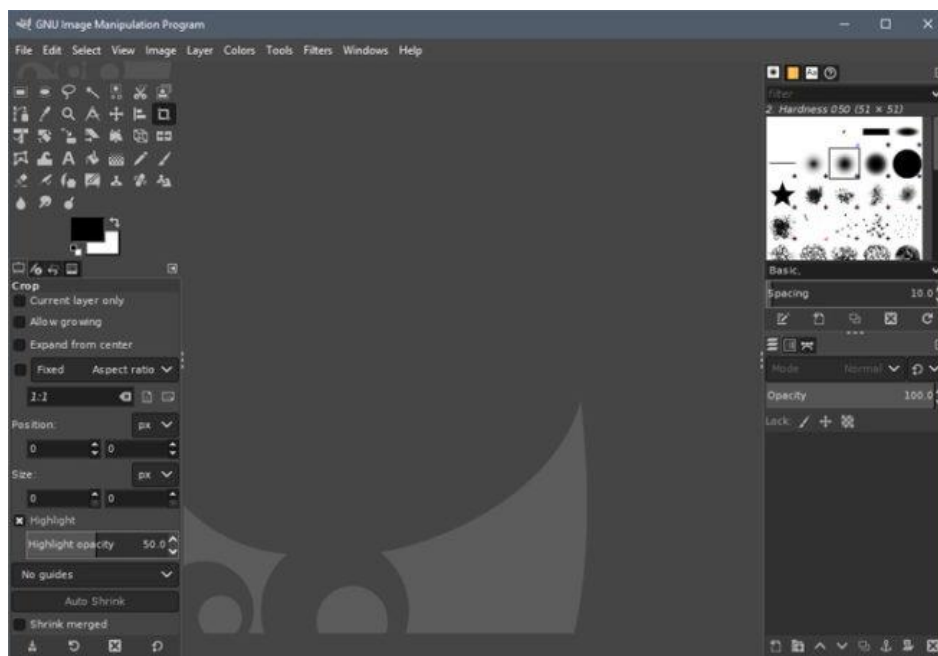 GNU Image Manipulation Program
File Edit Select View Image Layer Colors Tools Filters Windows Help
filter
2. Hardness 050 (51 × 51)
Basic,
Spacing 10.0
Mode Normal
Opacity 100.0
Lock:
Crop
Current layer only
Allow growing
Expand from center
Fixed Aspect ratio
1:1
Position: px
0 0
Size: px
0 0
Highlight
Highlight opacity 50.0
No guides
Auto Shrink
Shrink merged